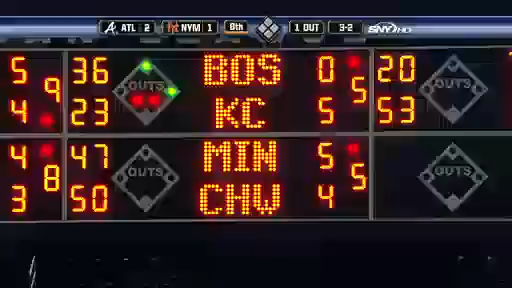 ATL 2 NYM 1 8th 1 OUT 3-2 SNY HD
5 9 36 OUTS BOS 0 5 20 OUTS
4 23 KC 5 53
4 8 47 OUTS MIN 5 5 OUTS
3 50 CHW 4